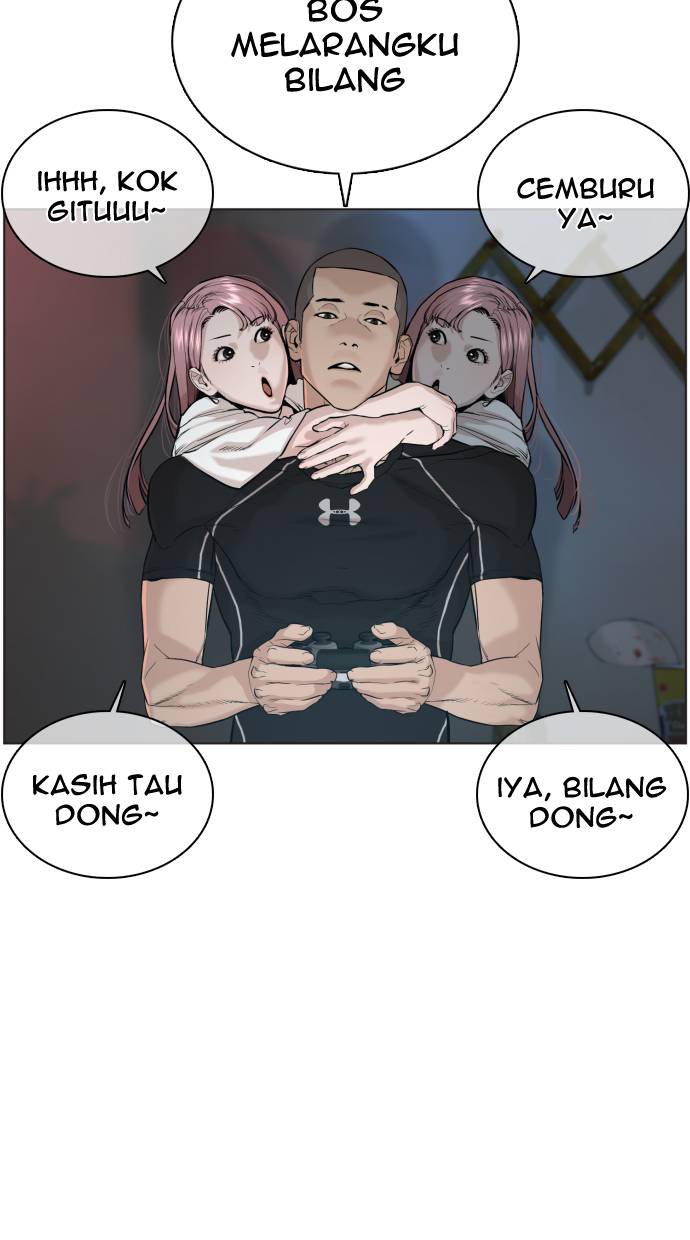 BOS
MELARANGKU
BILANG
IHHH, KOK
GITUUU~
CEMBURU
YA~
KASIH TAU
DONG~
IYA, BILANG
DONG~